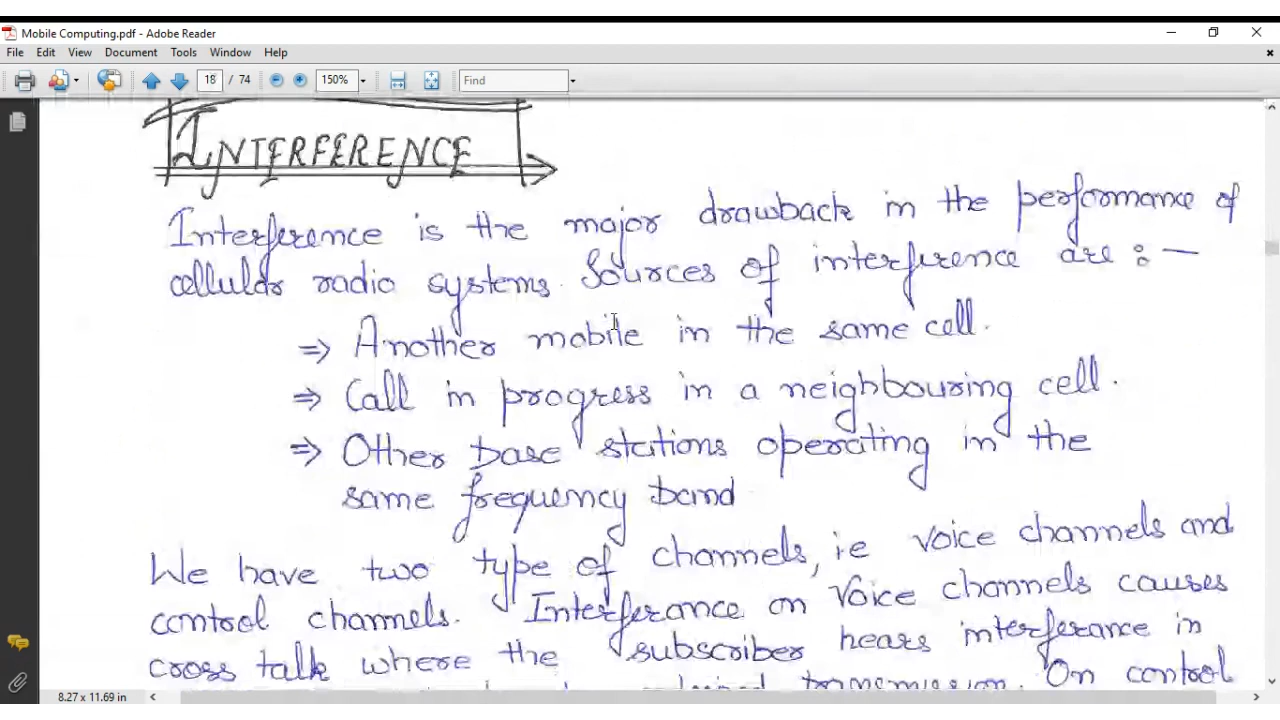 Mobile Computing.pdf - Adobe Reader
File Edit View Document Tools Window Help
18 / 74 150% Find
INTERFERENCE
Interference is the major drawback in the performance of
cellular radio systems. Sources of interference are :—
⇒ Another mobile in the same cell.
⇒ Call in progress in a neighbouring cell.
⇒ Other base stations operating in the
same frequency band
We have two type of channels, ie voice channels and
control channels. Interferance on voice channels causes
cross talk where the subscriber hears interferance in
On control
8.27 x 11.69 in